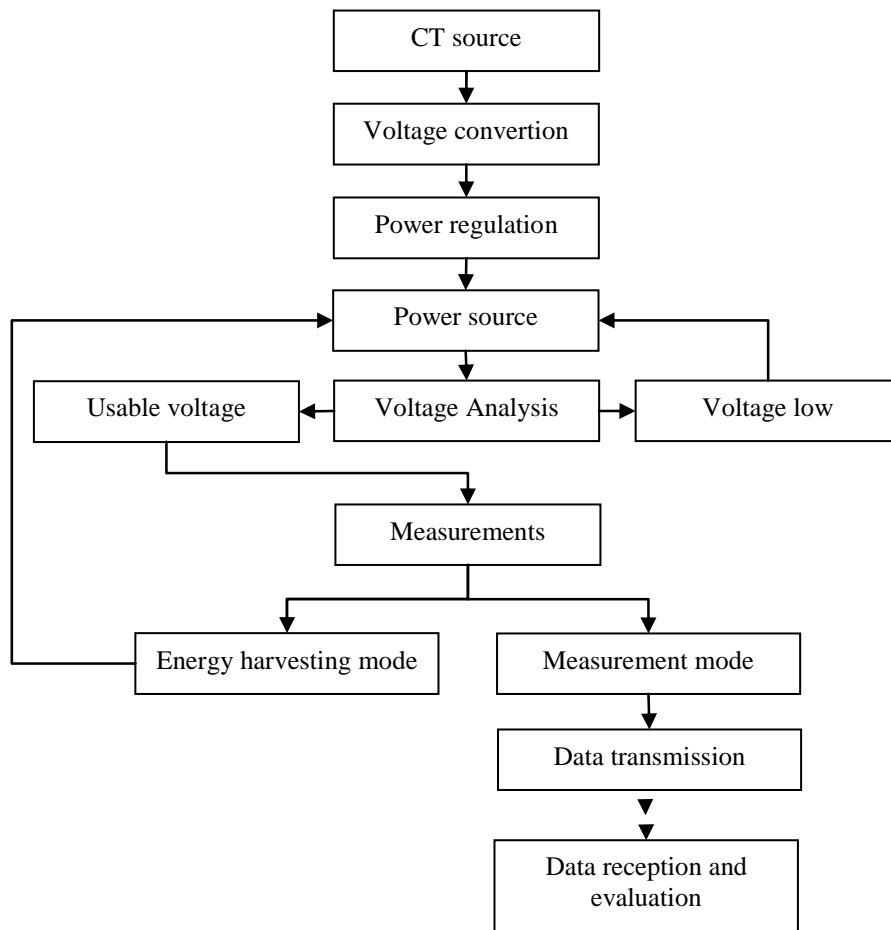 CT source
Voltage convertion
Power regulation
Power source
Usable voltage
Voltage Analysis
Voltage low
Measurements
Energy harvesting mode
Measurement mode
Data transmission
Data reception and
evaluation